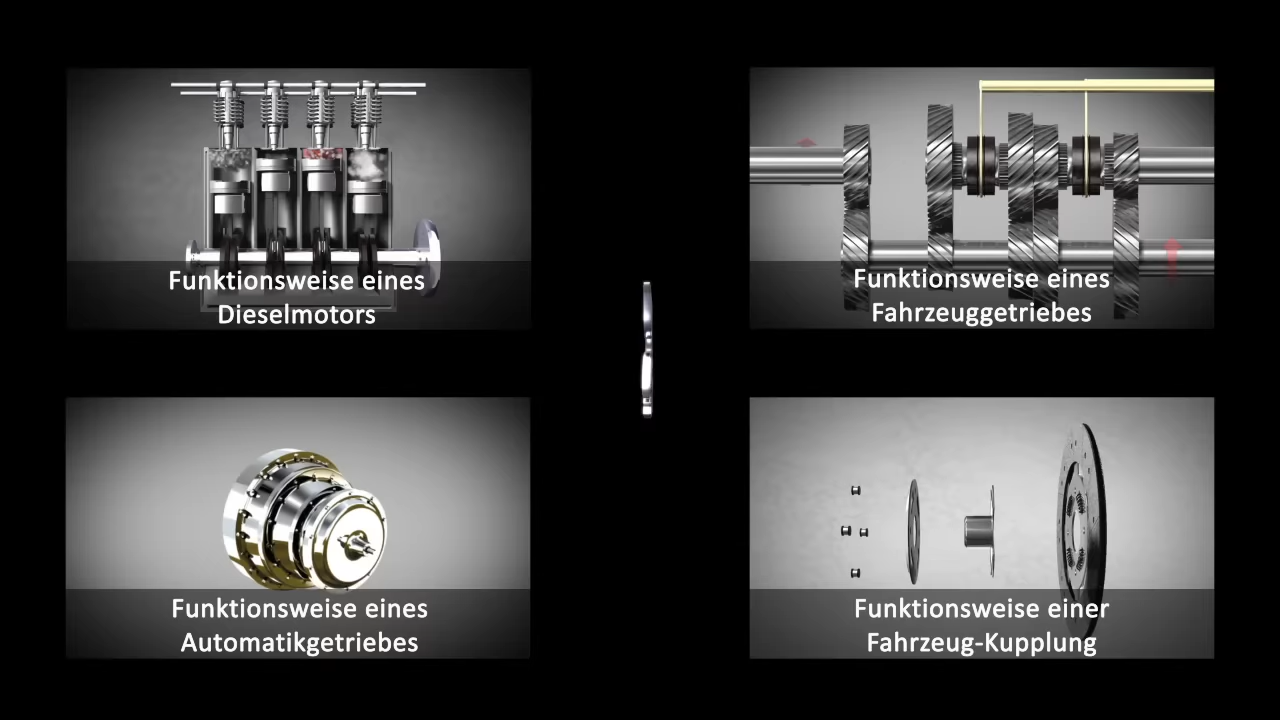 Funktionsweise eines
Dieselmotors
Funktionsweise eines
Fahrzeuggetriebes
Funktionsweise eines
Automatikgetriebes
Funktionsweise einer
Fahrzeug-Kupplung